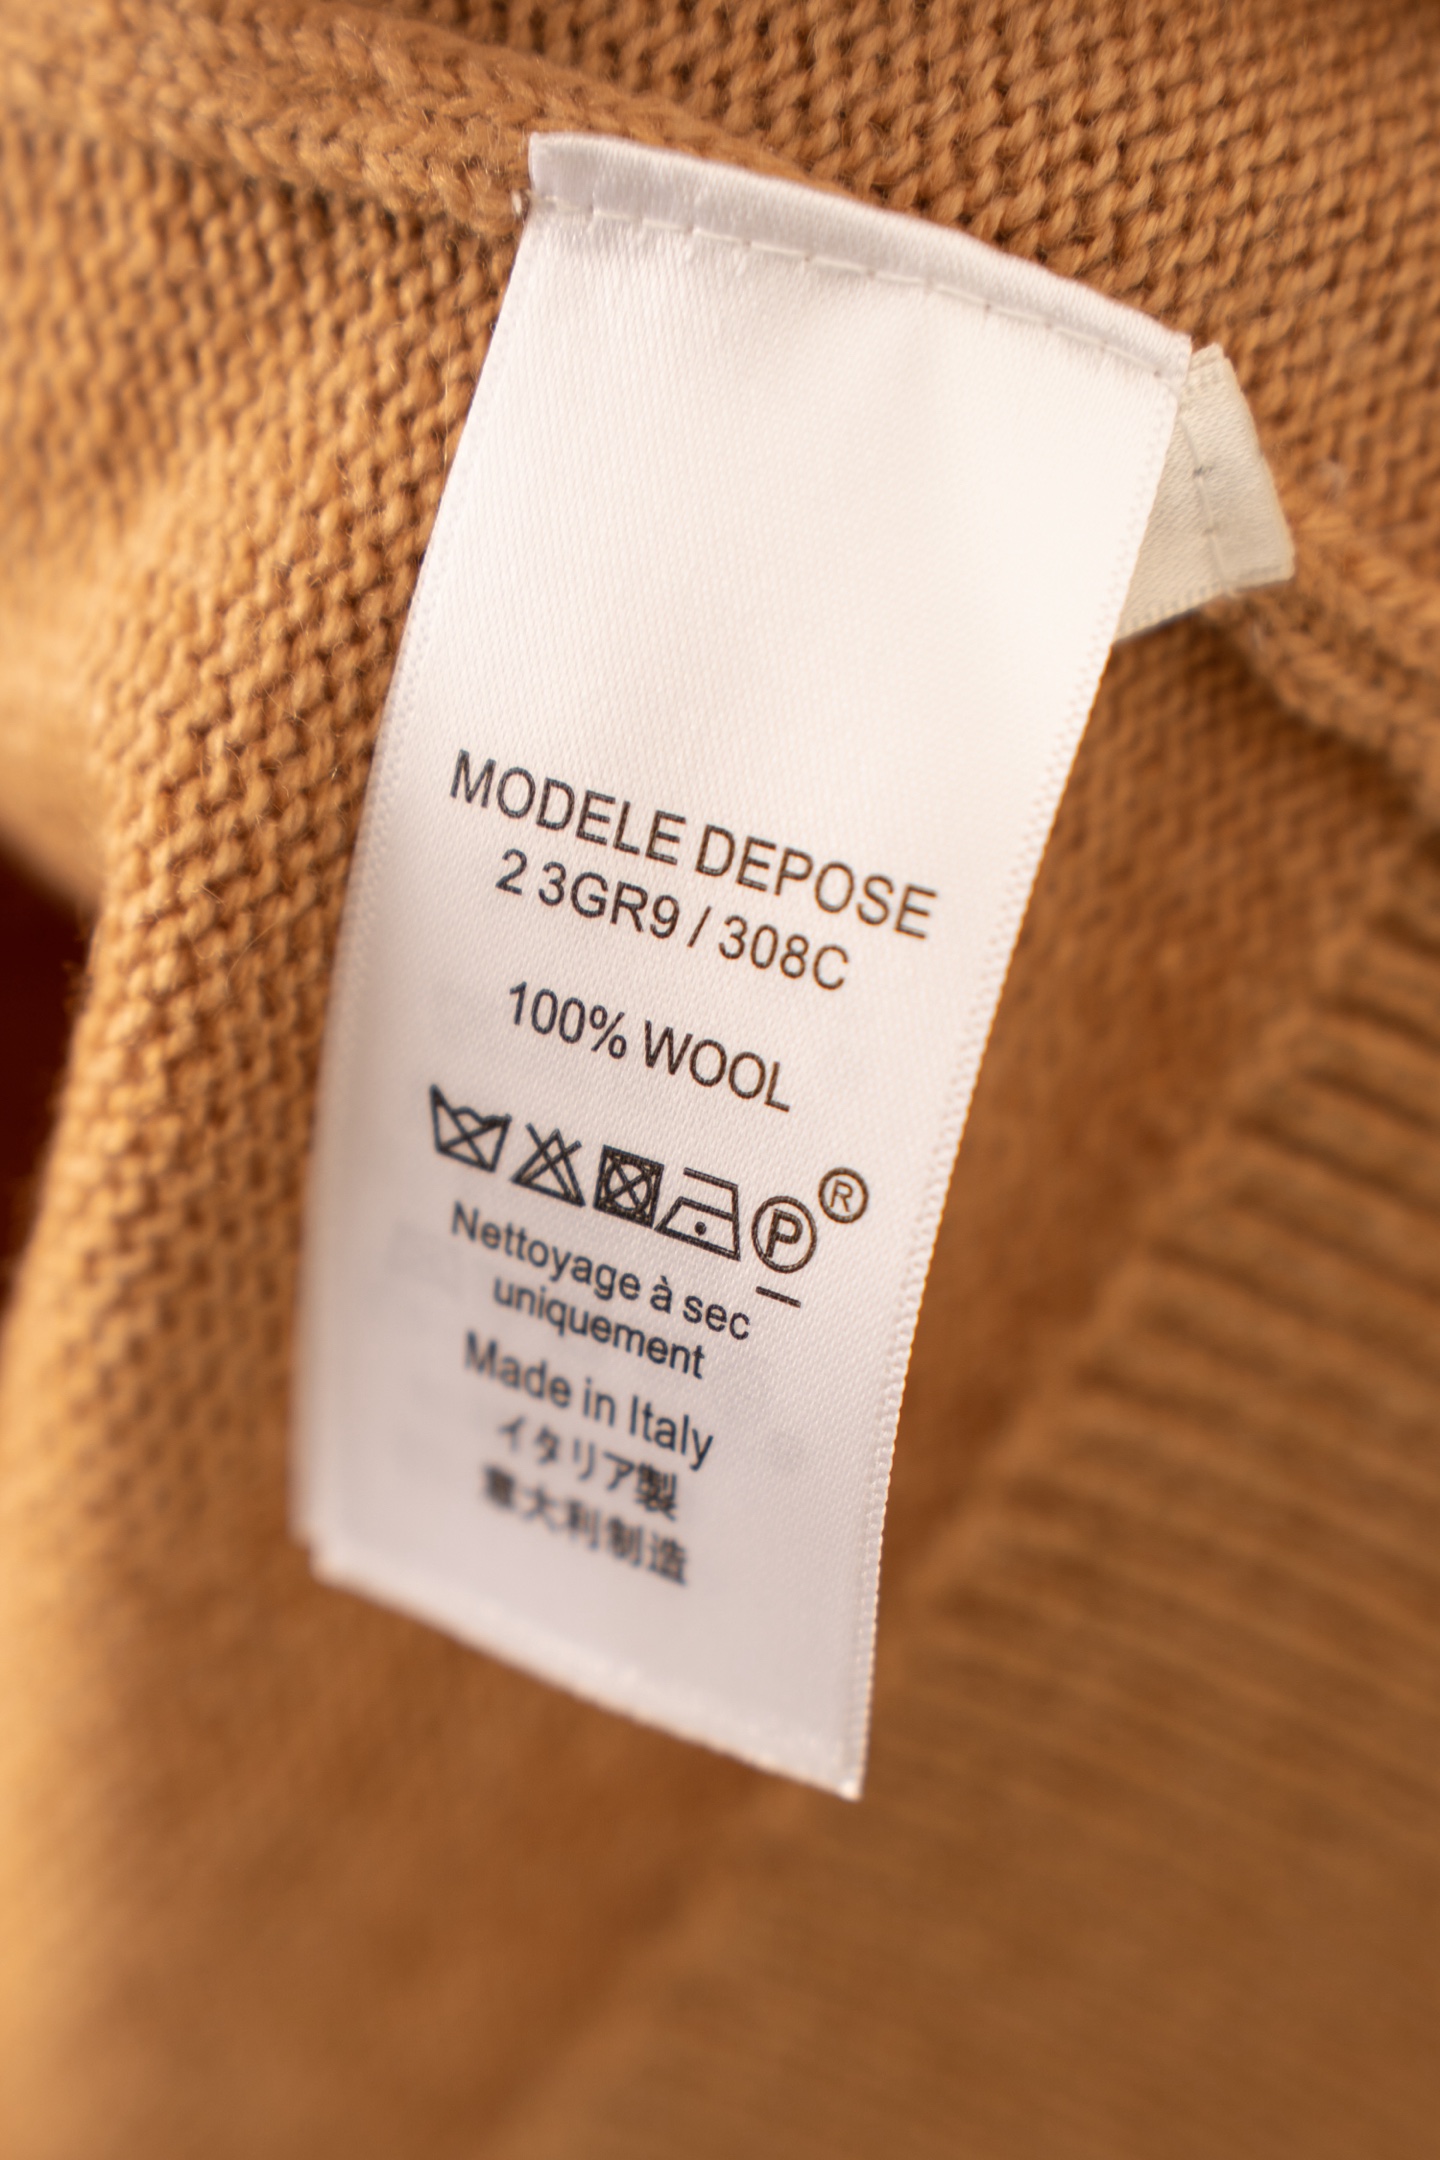 MODELE DEPOSE
2 3GR9 / 308C
100% WOOL
P ®
Nettoyage à sec
uniquement
Made in Italy
イタリア製
意大利制造